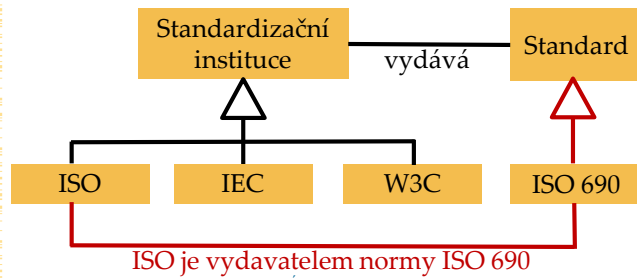 Standardizační
instituce
vydává
Standard
ISO
IEC
W3C
ISO 690
ISO je vydavatelem normy ISO 690